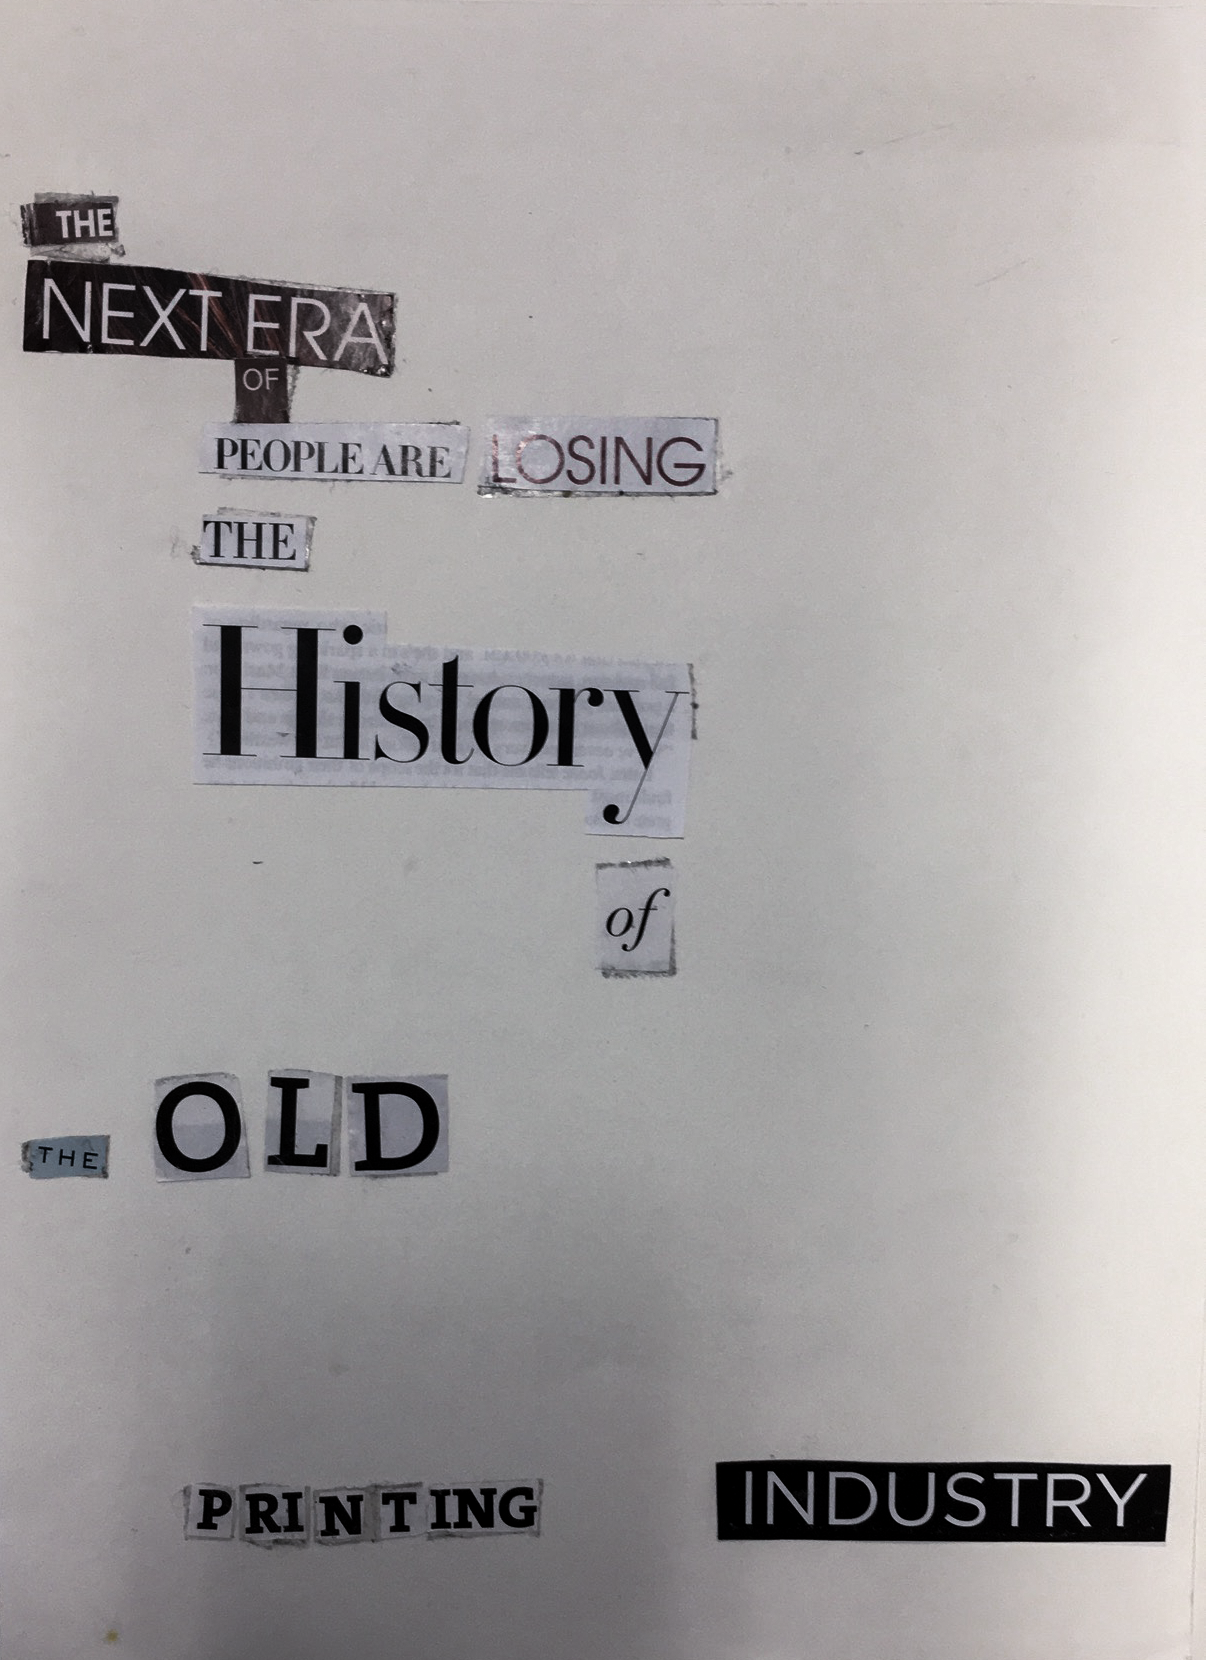 THE
NEXT ERA
OF
PEOPLE ARE LOSING
THE
History
of
THE OLD
PRINTING INDUSTRY